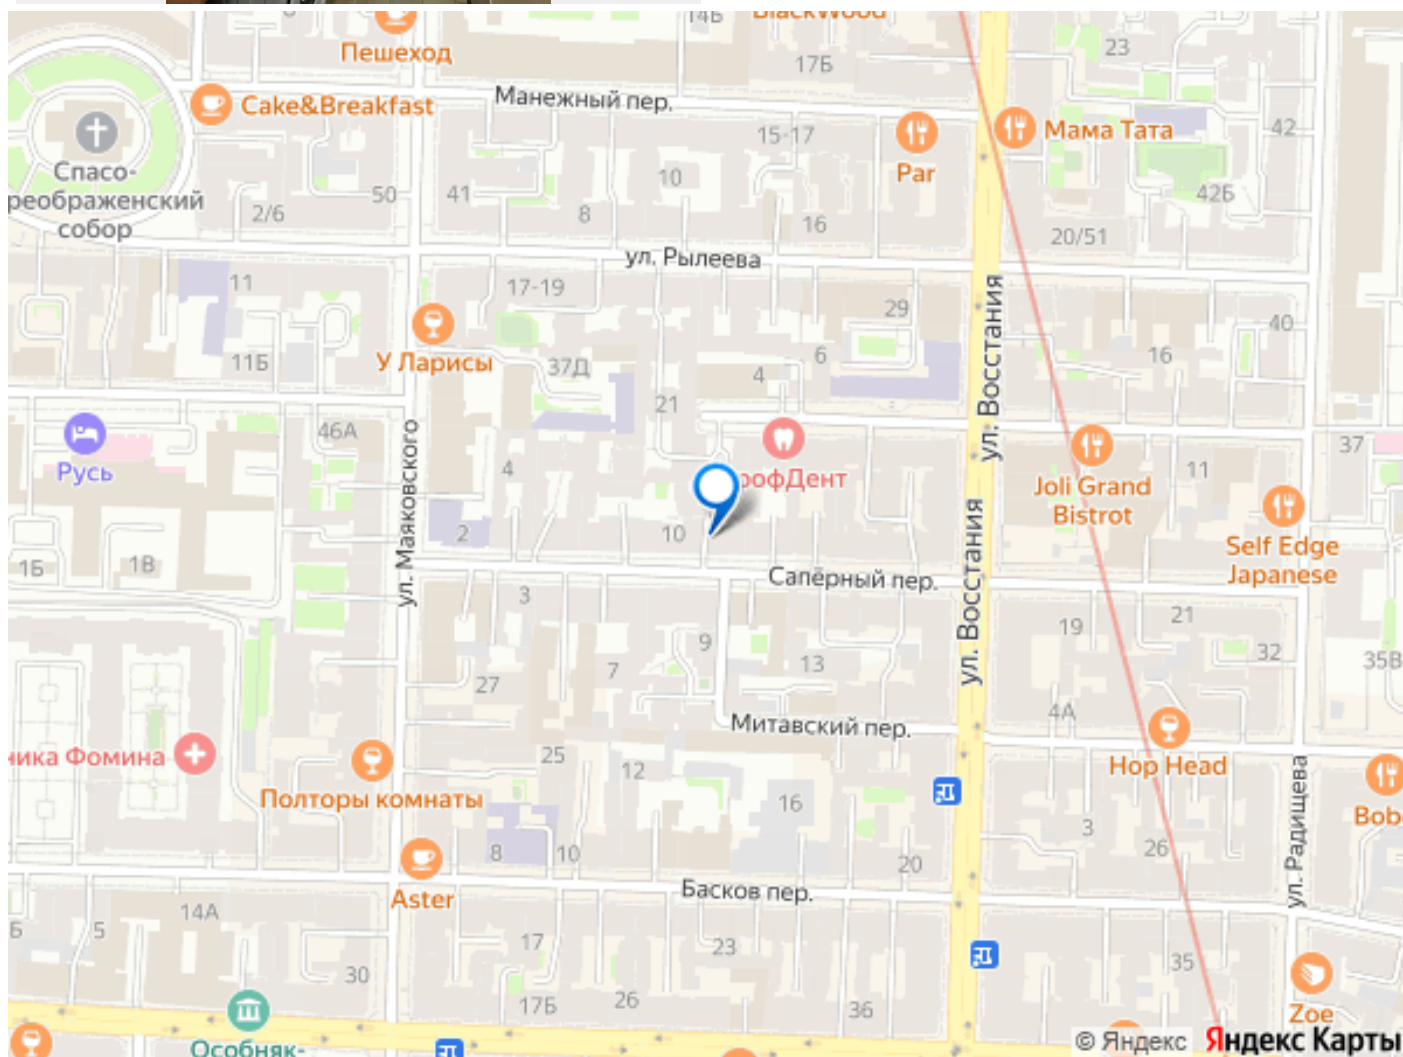 14Б
BlackWood
Пешеход
23
17Б
Cake&Breakfast
Манежный пер.
15-17
Мама Тата
42
Спасо-
реображенский
собор
Par
10
50
41
42Б
2/6
8
16
20/51
ул. Рылеева
11
17-19
29
ул. Восстания
40
У Ларисы
11Б
37Д
4
6
16
21
46А
37
Русь
ул. Маяковского
4
рофДент
Joli Grand
Bistrot
11
2
10
Self Edge
Japanese
1Б
1В
Сапёрный пер.
ул. Восстания
3
9
19
21
32
35В
7
13
27
4А
Митавский пер.
ника Фомина
25
12
Hop Head
Полторы комнаты
16
ул. Радищева
Bob
3
26
8
10
20
Aster
Басков пер.
14А
5
17
23
35
30
17Б
26
36
Zoe
Особняк-
© Яндекс Яндекс Карты